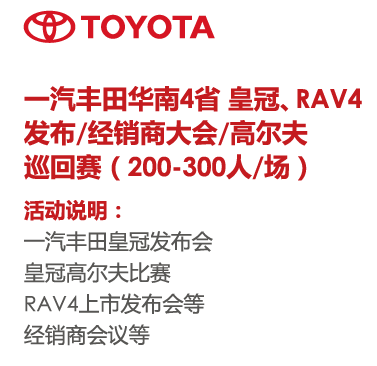 TOYOTA
一汽丰田华南4省 皇冠、RAV4
发布/经销商大会/高尔夫
巡回赛（200-300人/场）
活动说明：
一汽丰田皇冠发布会
皇冠高尔夫比赛
RAV4上市发布会等
经销商会议等